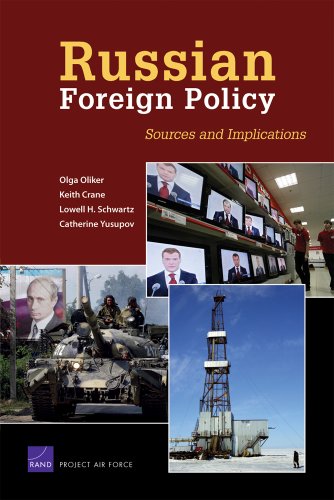 Russian
Foreign Policy
Sources and Implications
Olga Oliker
Keith Crane
Lowell H. Schwartz
Catherine Yusupov
RAND
PROJECT AIR FORCE